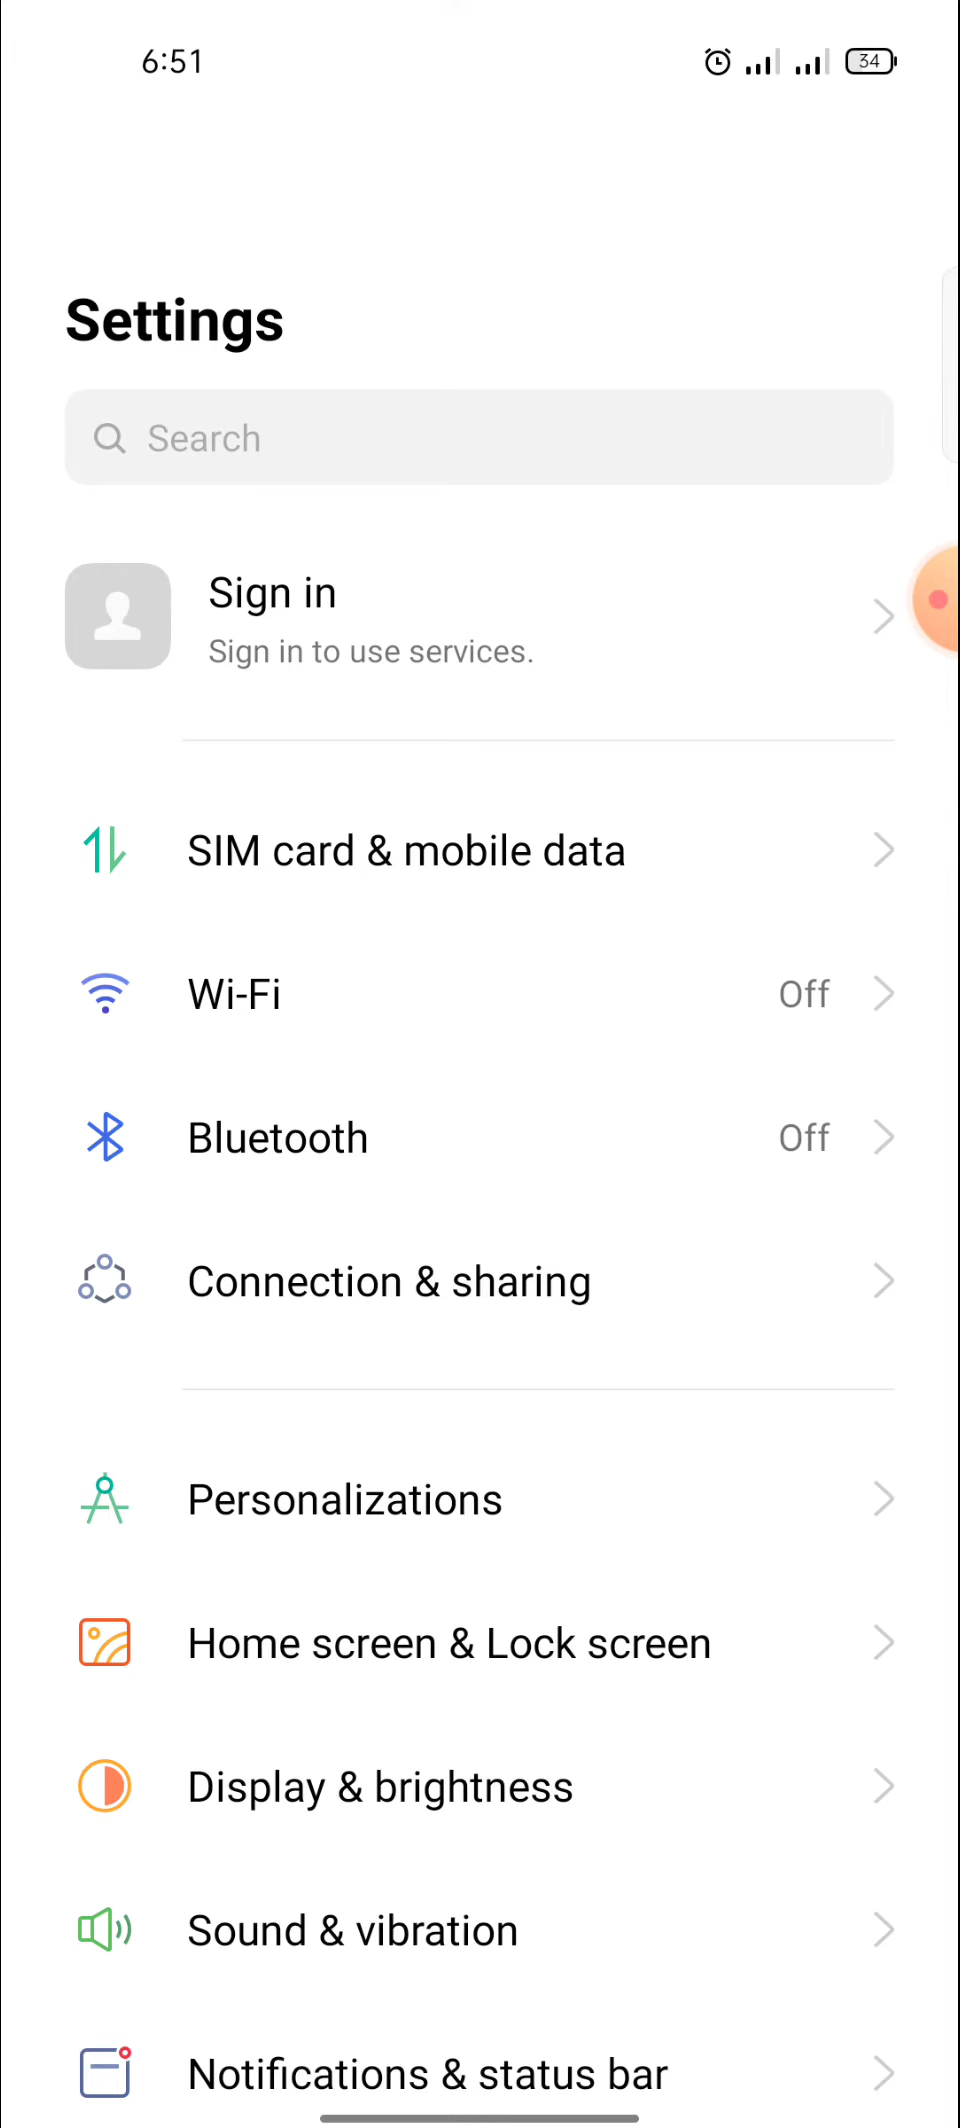 6:51
34
Settings
Search
Sign in
Sign in to use services.
SIM card & mobile data
Wi-Fi Off
Bluetooth Off
Connection & sharing
Personalizations
Home screen & Lock screen
Display & brightness
Sound & vibration
Notifications & status bar